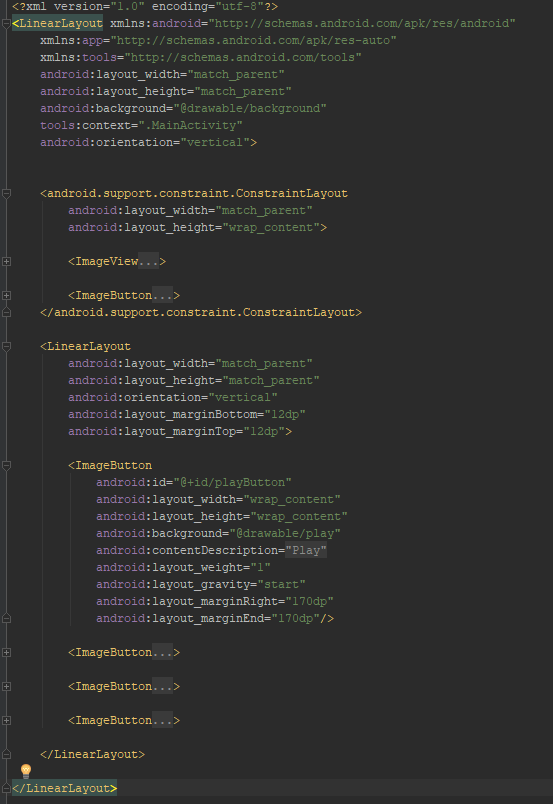 <?xml version="1.0" encoding="utf-8"?>
<LinearLayout xmlns:android="http://schemas.android.com/apk/res/android"
    xmlns:app="http://schemas.android.com/apk/res-auto"
    xmlns:tools="http://schemas.android.com/tools"
    android:layout_width="match_parent"
    android:layout_height="match_parent"
    android:background="@drawable/background"
    tools:context=".MainActivity"
    android:orientation="vertical">
    <android.support.constraint.ConstraintLayout
        android:layout_width="match_parent"
        android:layout_height="wrap_content">
        <ImageView...>
        <ImageButton...>
    </android.support.constraint.ConstraintLayout>
    <LinearLayout
        android:layout_width="match_parent"
        android:layout_height="match_parent"
        android:orientation="vertical"
        android:layout_marginBottom="12dp"
        android:layout_marginTop="12dp">
        <ImageButton
            android:id="@+id/playButton"
            android:layout_width="wrap_content"
            android:layout_height="wrap_content"
            android:background="@drawable/play"
            android:contentDescription="Play"
            android:layout_weight="1"
            android:layout_gravity="start"
            android:layout_marginRight="170dp"
            android:layout_marginEnd="170dp"/>
        <ImageButton...>
        <ImageButton...>
        <ImageButton...>
    </LinearLayout>
</LinearLayout>